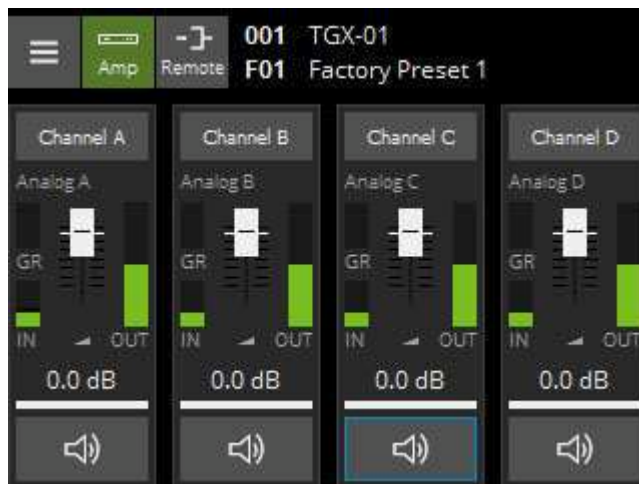 001 TGX-01
Amp Remote F01 Factory Preset 1
Channel A Channel B Channel C Channel D
Analog A Analog B Analog C Analog D
GR GR GR GR
IN OUT IN OUT IN OUT IN OUT
0.0 dB 0.0 dB 0.0 dB 0.0 dB